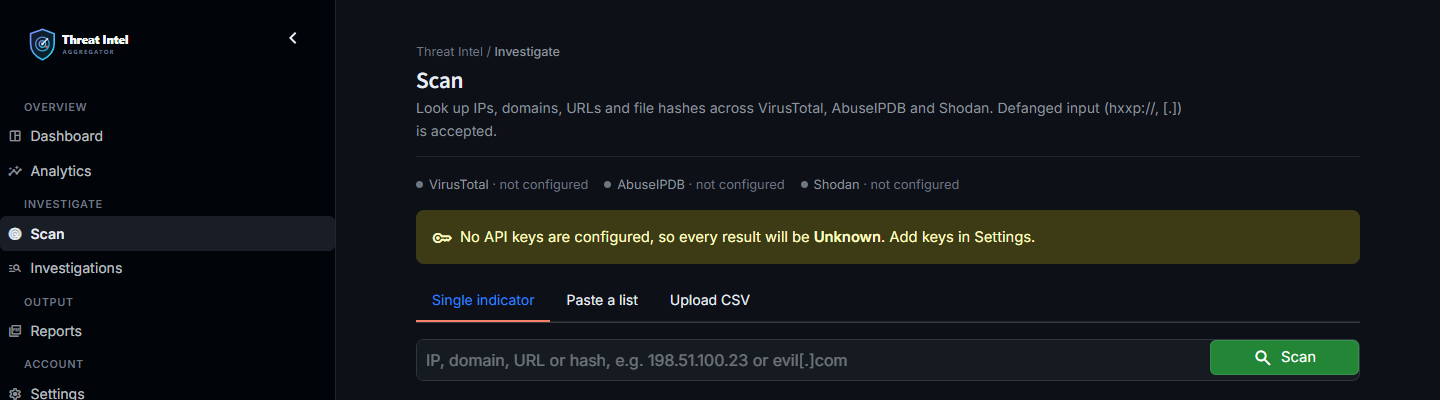 Threat Intel
AGGREGATOR
OVERVIEW
Dashboard
Analytics
INVESTIGATE
Scan
Investigations
OUTPUT
Reports
ACCOUNT
Settings
Threat Intel / Investigate
Scan
Look up IPs, domains, URLs and file hashes across VirusTotal, AbuseIPDB and Shodan. Defanged input (hxxp://, [.])
is accepted.
VirusTotal · not configured AbuseIPDB · not configured Shodan · not configured
No API keys are configured, so every result will be Unknown. Add keys in Settings.
Single indicator Paste a list Upload CSV
IP, domain, URL or hash, e.g. 198.51.100.23 or evil[.]com Scan